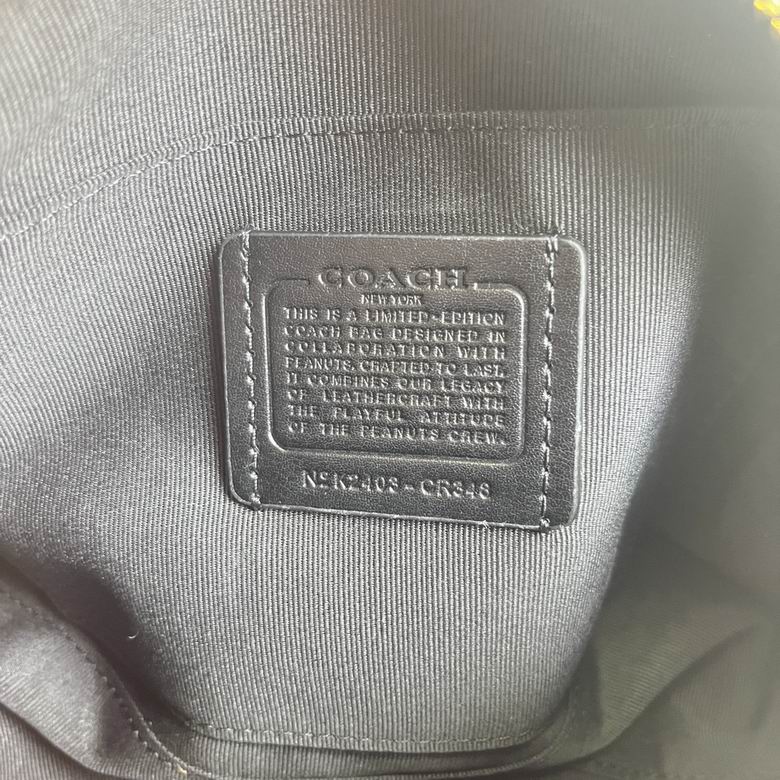 COACH
NEW YORK
THIS IS A LIMITED-EDITION
COACH BAG DESIGNED IN
COLLABORATION WITH
PEANUTS. CRAFTED TO LAST,
IT COMBINES OUR LEGACY
OF LEATHERCRAFT WITH
THE PLAYFUL ATTITUDE
OF THE PEANUTS CREW.
Nº K2403-CR346